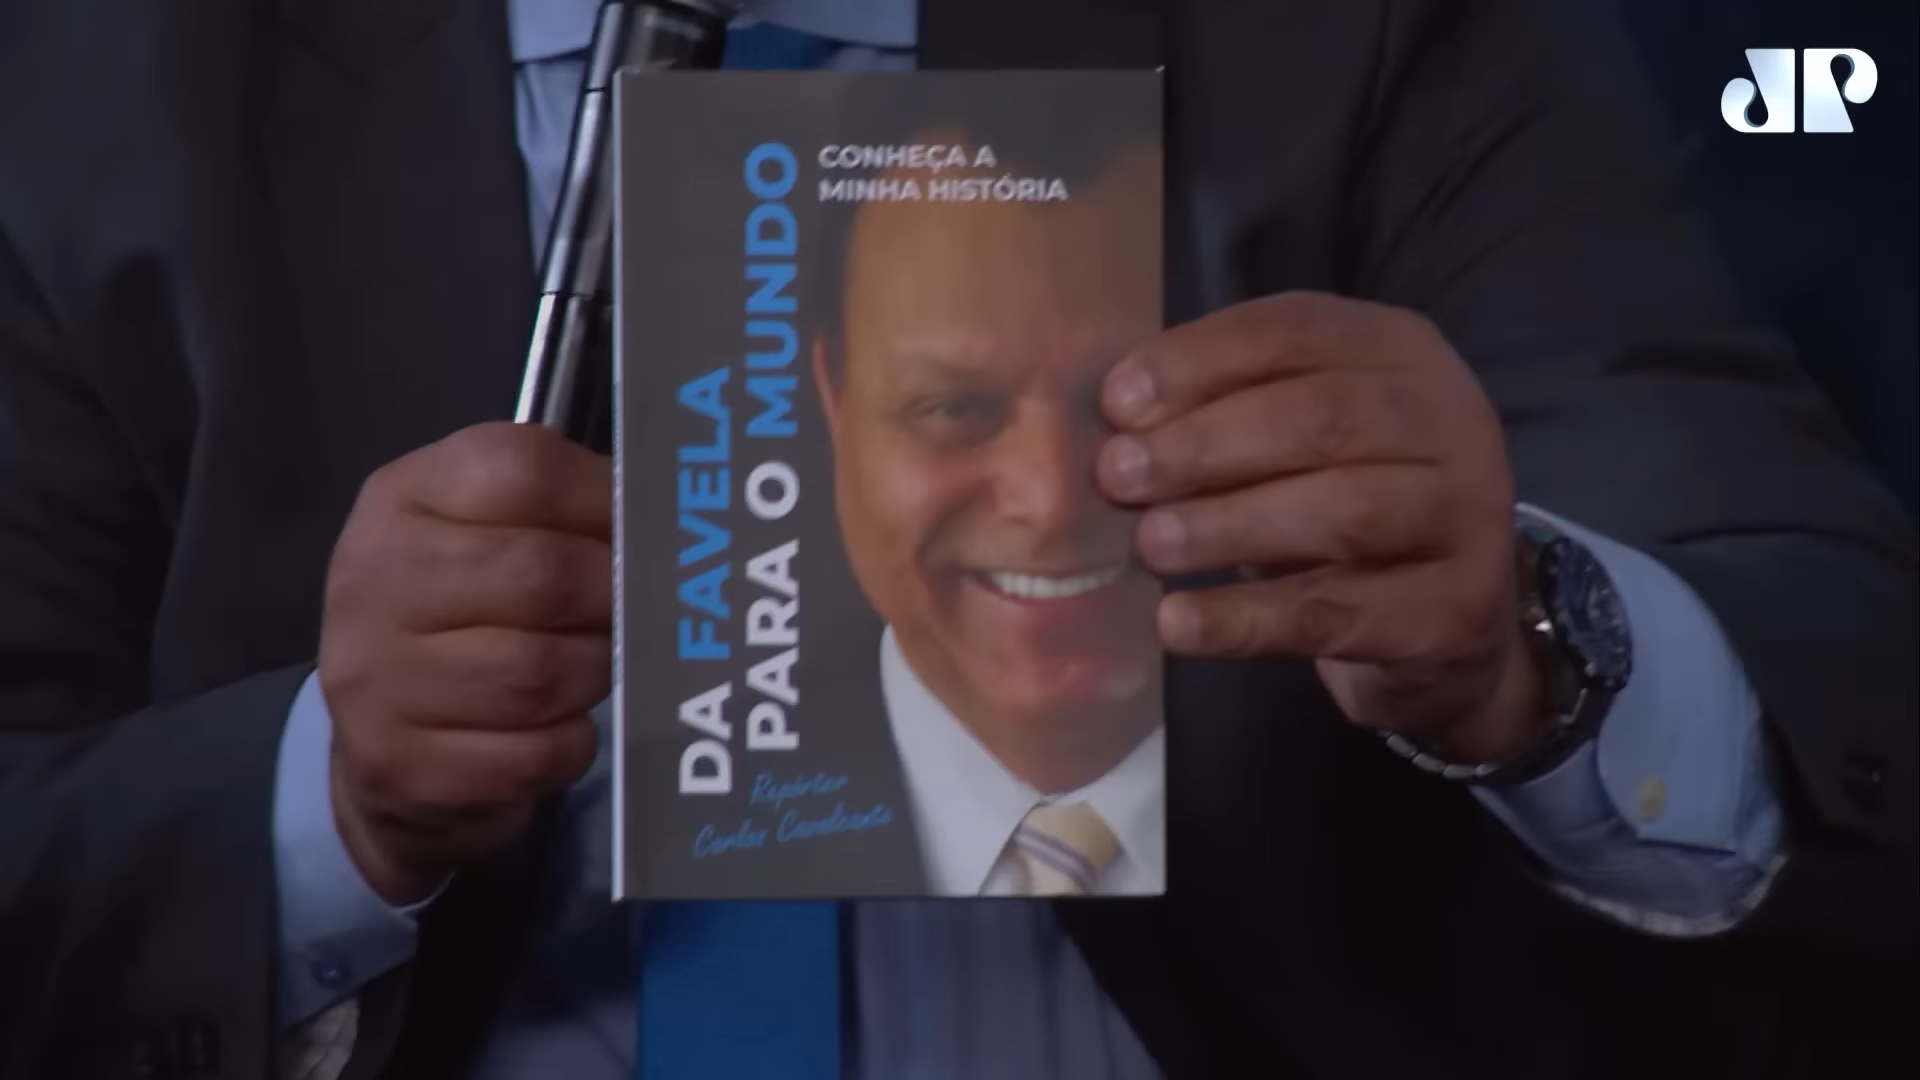 JP
CONHEÇA A
MINHA HISTÓRIA
DA FAVELA
PARA O MUNDO
Repórter
Carlos Cavalcante